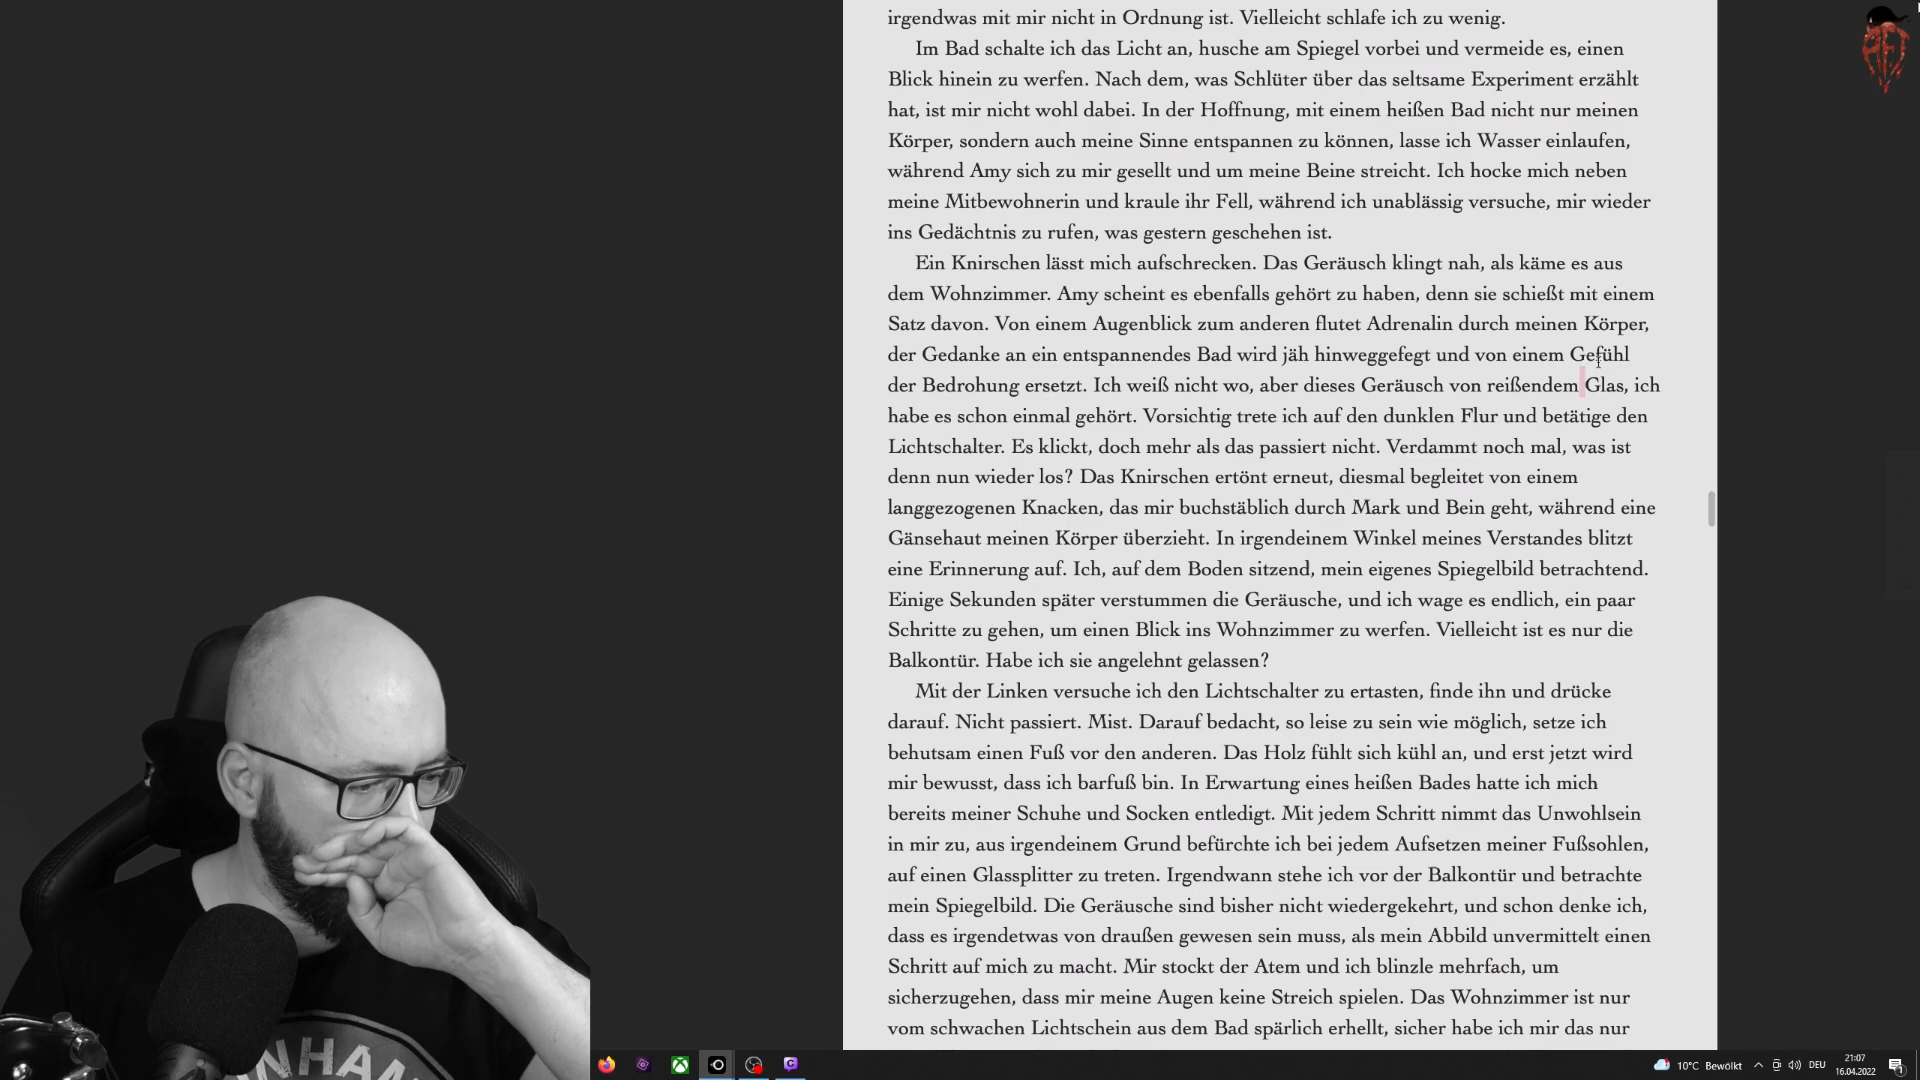 irgendwas mit mir nicht in Ordnung ist. Vielleicht schlafe ich zu wenig.
Im Bad schalte ich das Licht an, husche am Spiegel vorbei und vermeide es, einen
Blick hinein zu werfen. Nach dem, was Schlüter über das seltsame Experiment erzählt
hat, ist mir nicht wohl dabei. In der Hoffnung, mit einem heißen Bad nicht nur meinen
Körper, sondern auch meine Sinne entspannen zu können, lasse ich Wasser einlaufen,
während Amy sich zu mir gesellt und um meine Beine streicht. Ich hocke mich neben
meine Mitbewohnerin und kraule ihr Fell, während ich unablässig versuche, mir wieder
ins Gedächtnis zu rufen, was gestern geschehen ist.
Ein Knirschen lässt mich aufschrecken. Das Geräusch klingt nah, als käme es aus
dem Wohnzimmer. Amy scheint es ebenfalls gehört zu haben, denn sie schießt mit einem
Satz davon. Von einem Augenblick zum anderen flutet Adrenalin durch meinen Körper,
der Gedanke an ein entspannendes Bad wird jäh hinweggefegt und von einem Gefühl
der Bedrohung ersetzt. Ich weiß nicht wo, aber dieses Geräusch von reißendem Glas, ich
habe es schon einmal gehört. Vorsichtig trete ich auf den dunklen Flur und betätige den
Lichtschalter. Es klickt, doch mehr als das passiert nicht. Verdammt noch mal, was ist
denn nun wieder los? Das Knirschen ertönt erneut, diesmal begleitet von einem
langgezogenen Knacken, das mir buchstäblich durch Mark und Bein geht, während eine
Gänsehaut meinen Körper überzieht. In irgendeinem Winkel meines Verstandes blitzt
eine Erinnerung auf. Ich, auf dem Boden sitzend, mein eigenes Spiegelbild betrachtend.
Einige Sekunden später verstummen die Geräusche, und ich wage es endlich, ein paar
Schritte zu gehen, um einen Blick ins Wohnzimmer zu werfen. Vielleicht ist es nur die
Balkontür. Habe ich sie angelehnt gelassen?
Mit der Linken versuche ich den Lichtschalter zu ertasten, finde ihn und drücke
darauf. Nicht passiert. Mist. Darauf bedacht, so leise zu sein wie möglich, setze ich
behutsam einen Fuß vor den anderen. Das Holz fühlt sich kühl an, und erst jetzt wird
mir bewusst, dass ich barfuß bin. In Erwartung eines heißen Bades hatte ich mich
bereits meiner Schuhe und Socken entledigt. Mit jedem Schritt nimmt das Unwohlsein
in mir zu, aus irgendeinem Grund befürchte ich bei jedem Aufsetzen meiner Fußsohlen,
auf einen Glassplitter zu treten. Irgendwann stehe ich vor der Balkontür und betrachte
mein Spiegelbild. Die Geräusche sind bisher nicht wiedergekehrt, und schon denke ich,
dass es irgendetwas von draußen gewesen sein muss, als mein Abbild unvermittelt einen
Schritt auf mich zu macht. Mir stockt der Atem und ich blinzle mehrfach, um
sicherzugehen, dass mir meine Augen keine Streich spielen. Das Wohnzimmer ist nur
vom schwachen Lichtschein aus dem Bad spärlich erhellt, sicher habe ich mir das nur
10°C Bewölkt
DEU
21:07
16.04.2022